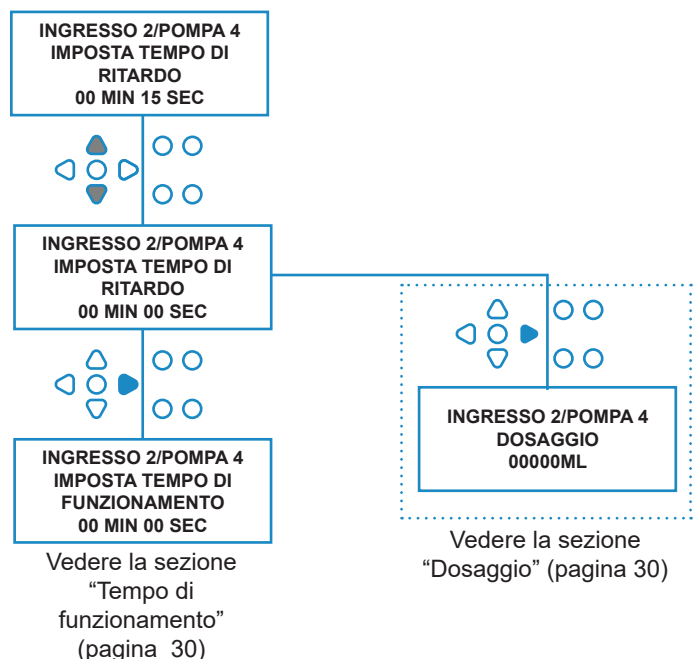 INGRESSO 2/POMPA 4
IMPOSTA TEMPO DI
RITARDO
00 MIN 15 SEC
INGRESSO 2/POMPA 4
IMPOSTA TEMPO DI
RITARDO
00 MIN 00 SEC
INGRESSO 2/POMPA 4
IMPOSTA TEMPO DI
FUNZIONAMENTO
00 MIN 00 SEC
Vedere la sezione
“Tempo di
funzionamento”
(pagina 30)
INGRESSO 2/POMPA 4
DOSAGGIO
00000ML
Vedere la sezione
“Dosaggio” (pagina 30)